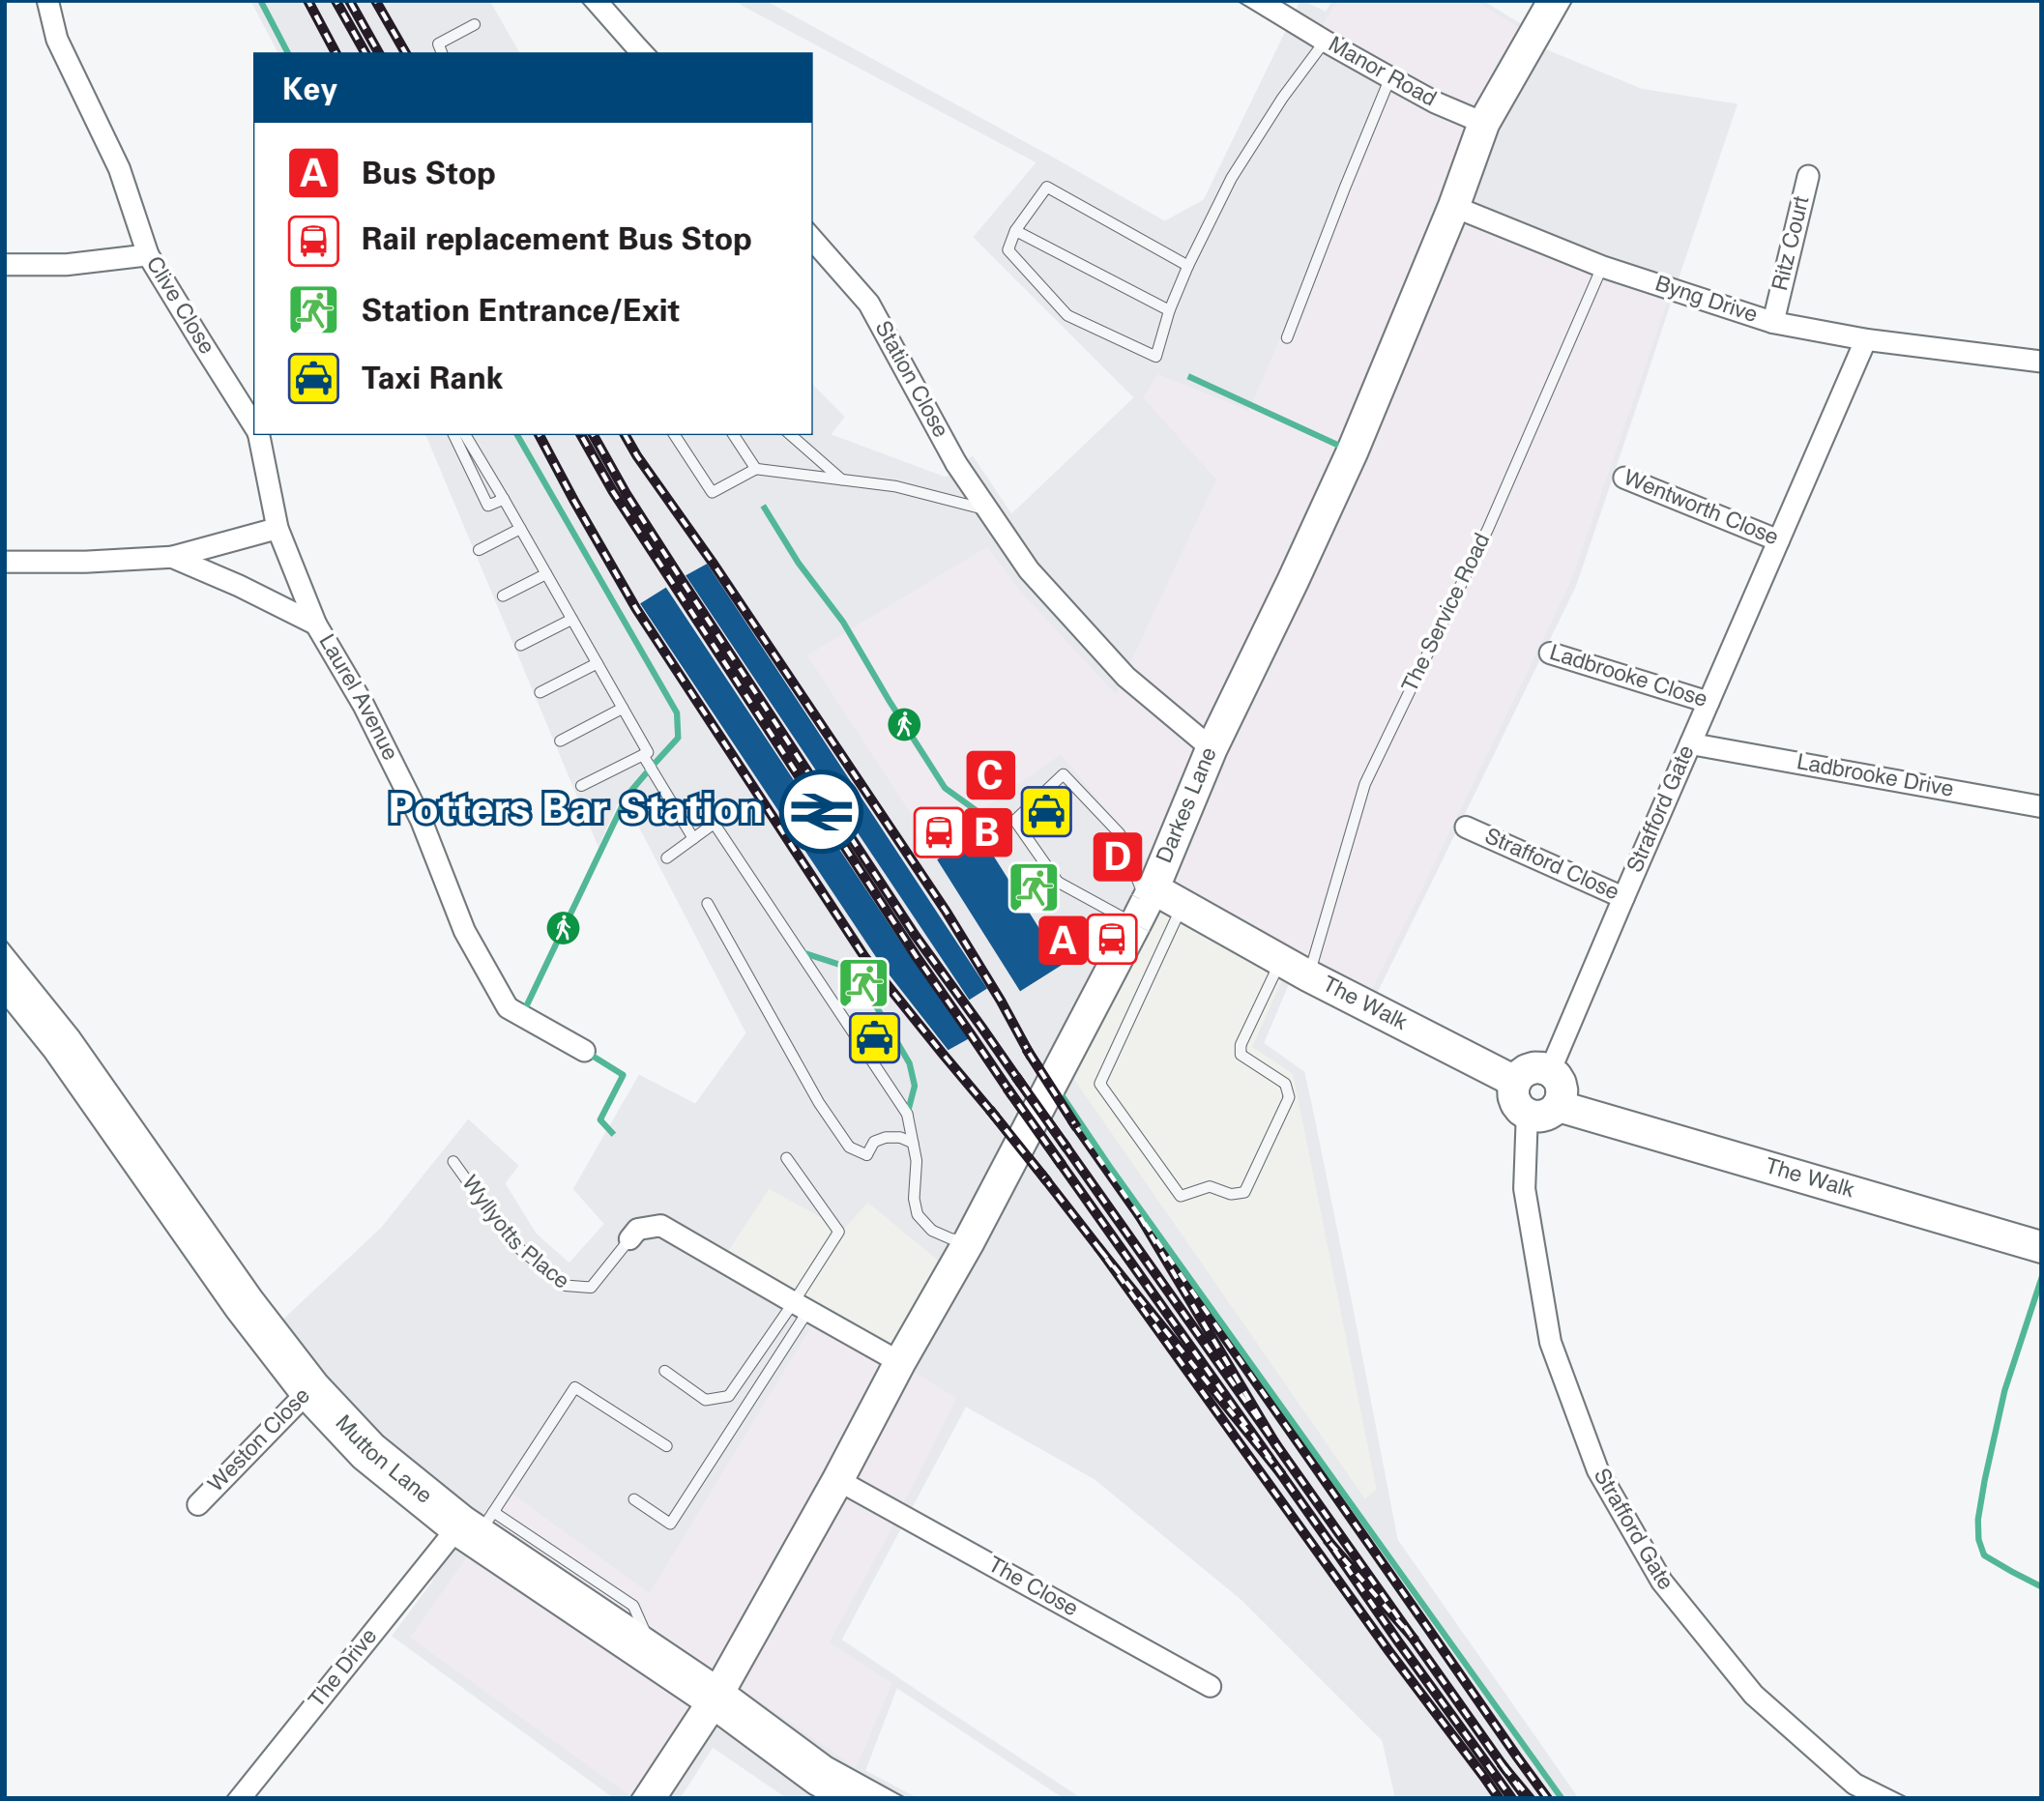 Key
A
Bus Stop
Rail replacement Bus Stop
Station Entrance/Exit
Taxi Rank
Manor Road
Ritz Court
Byng Drive
Clive Close
Station Close
Wentworth Close
The Service Road
Ladbrooke Close
Laurel Avenue
Ladbrooke Drive
Strafford Gate
Darkes Lane
Potters Bar Station
C
B
D
A
Strafford Close
The Walk
The Walk
Wyllyotts Place
Weston Close
Mutton Lane
Strafford Gate
The Close
The Drive